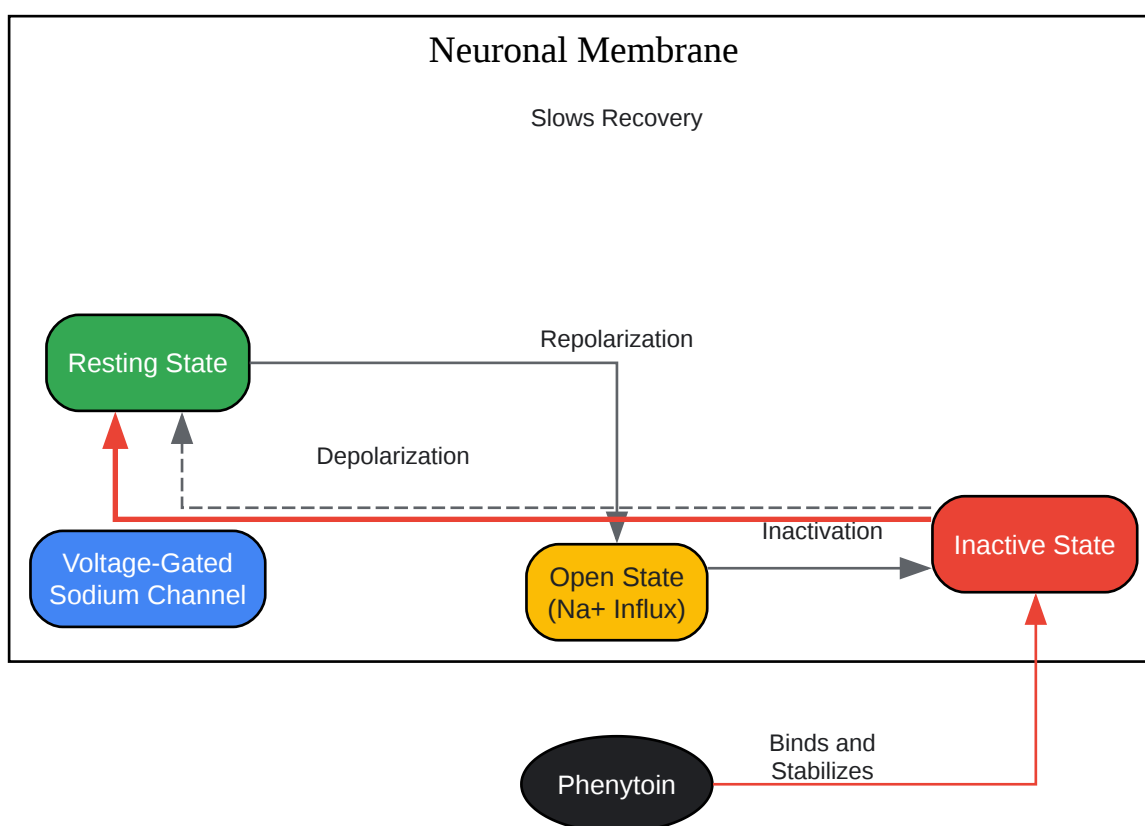 Neuronal Membrane
Slows Recovery
Repolarization
Resting State
Depolarization
Inactivation
Inactive State
Voltage-Gated
Sodium Channel
Open State
(Na+ Influx)
Binds and
Stabilizes
Phenytoin